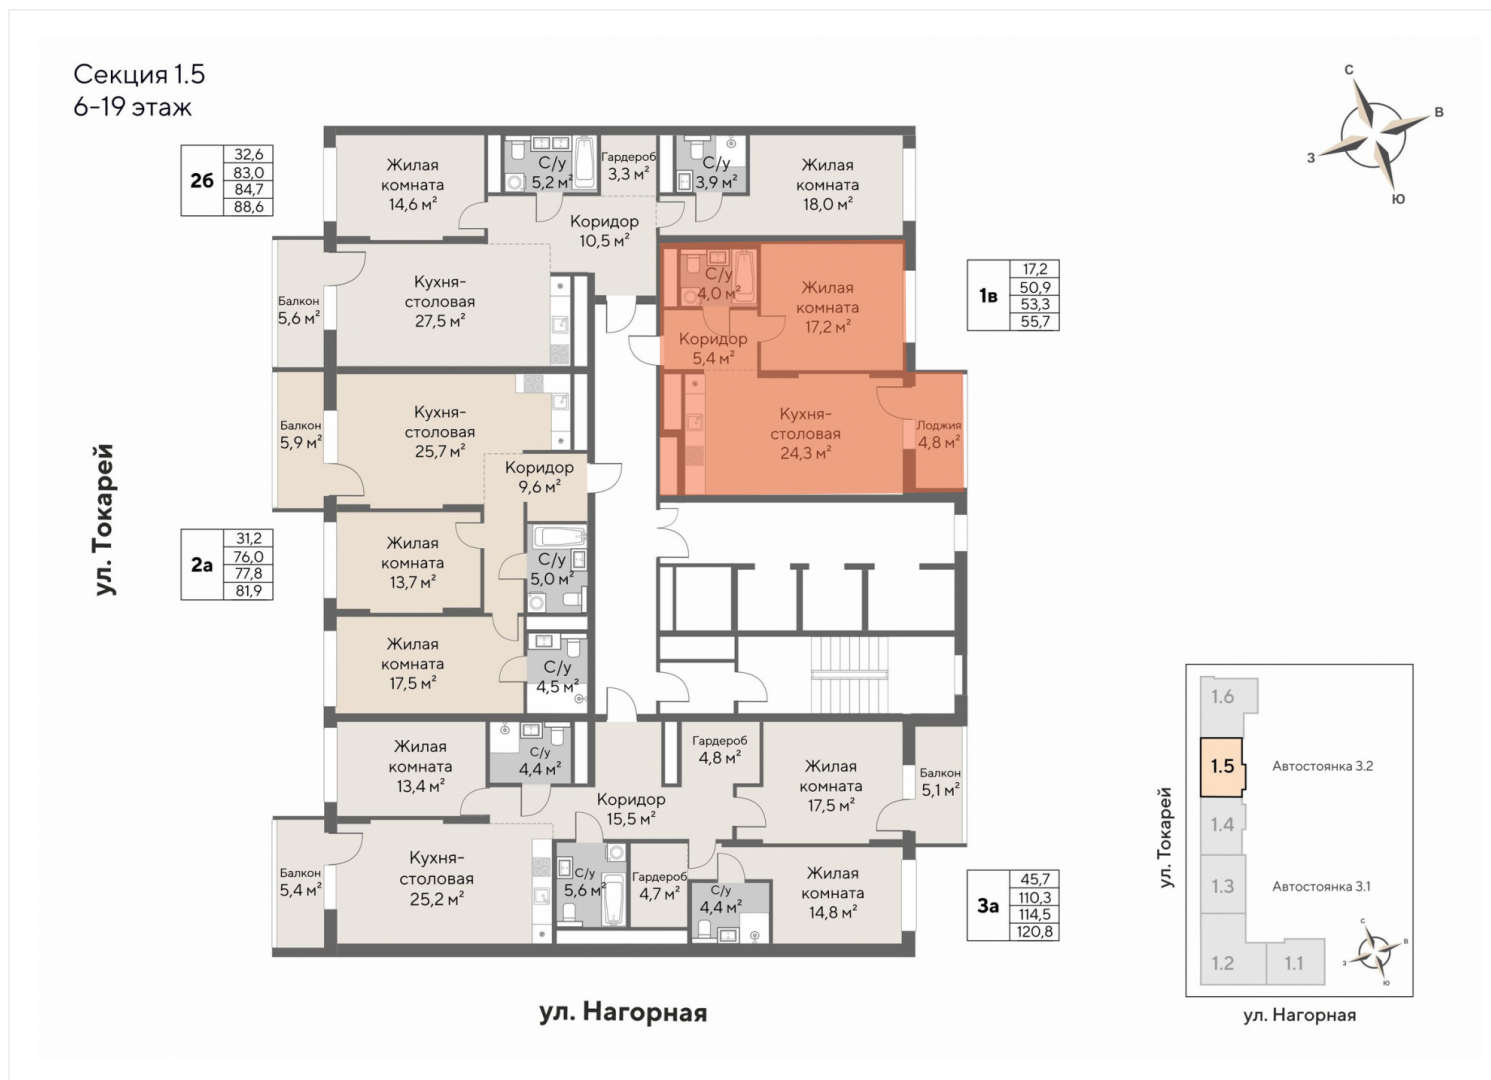 Секция 1.5
6-19 этаж
С
В
З
Ю
2б
32,6
83,0
84,7
88,6
Жилая
комната
14,6 м²
С/у
5,2 м²
Гардероб
3,3 м²
С/у
3,9 м²
Жилая
комната
18,0 м²
Коридор
10,5 м²
Балкон
5,6 м²
Кухня-
столовая
27,5 м²
С/у
4,0 м²
Жилая
комната
17,2 м²
Коридор
5,4 м²
1в
17,2
50,9
53,3
55,7
Балкон
5,9 м²
Кухня-
столовая
25,7 м²
Коридор
9,6 м²
Кухня-
столовая
24,3 м²
Лоджия
4,8 м²
ул. Токарей
2а
31,2
76,0
77,8
81,9
Жилая
комната
13,7 м²
С/у
5,0 м²
Жилая
комната
17,5 м²
С/у
4,5 м²
Жилая
комната
13,4 м²
С/у
4,4 м²
Гардероб
4,8 м²
Жилая
комната
17,5 м²
Балкон
5,1 м²
Коридор
15,5 м²
Балкон
5,4 м²
Кухня-
столовая
25,2 м²
С/у
5,6 м²
Гардероб
4,7 м²
С/у
4,4 м²
Жилая
комната
14,8 м²
3а
45,7
110,3
114,5
120,8
ул. Нагорная
1.6
1.5
Автостоянка 3.2
1.4
1.3
Автостоянка 3.1
1.2
1.1
С
В
З
Ю
ул. Токарей
ул. Нагорная